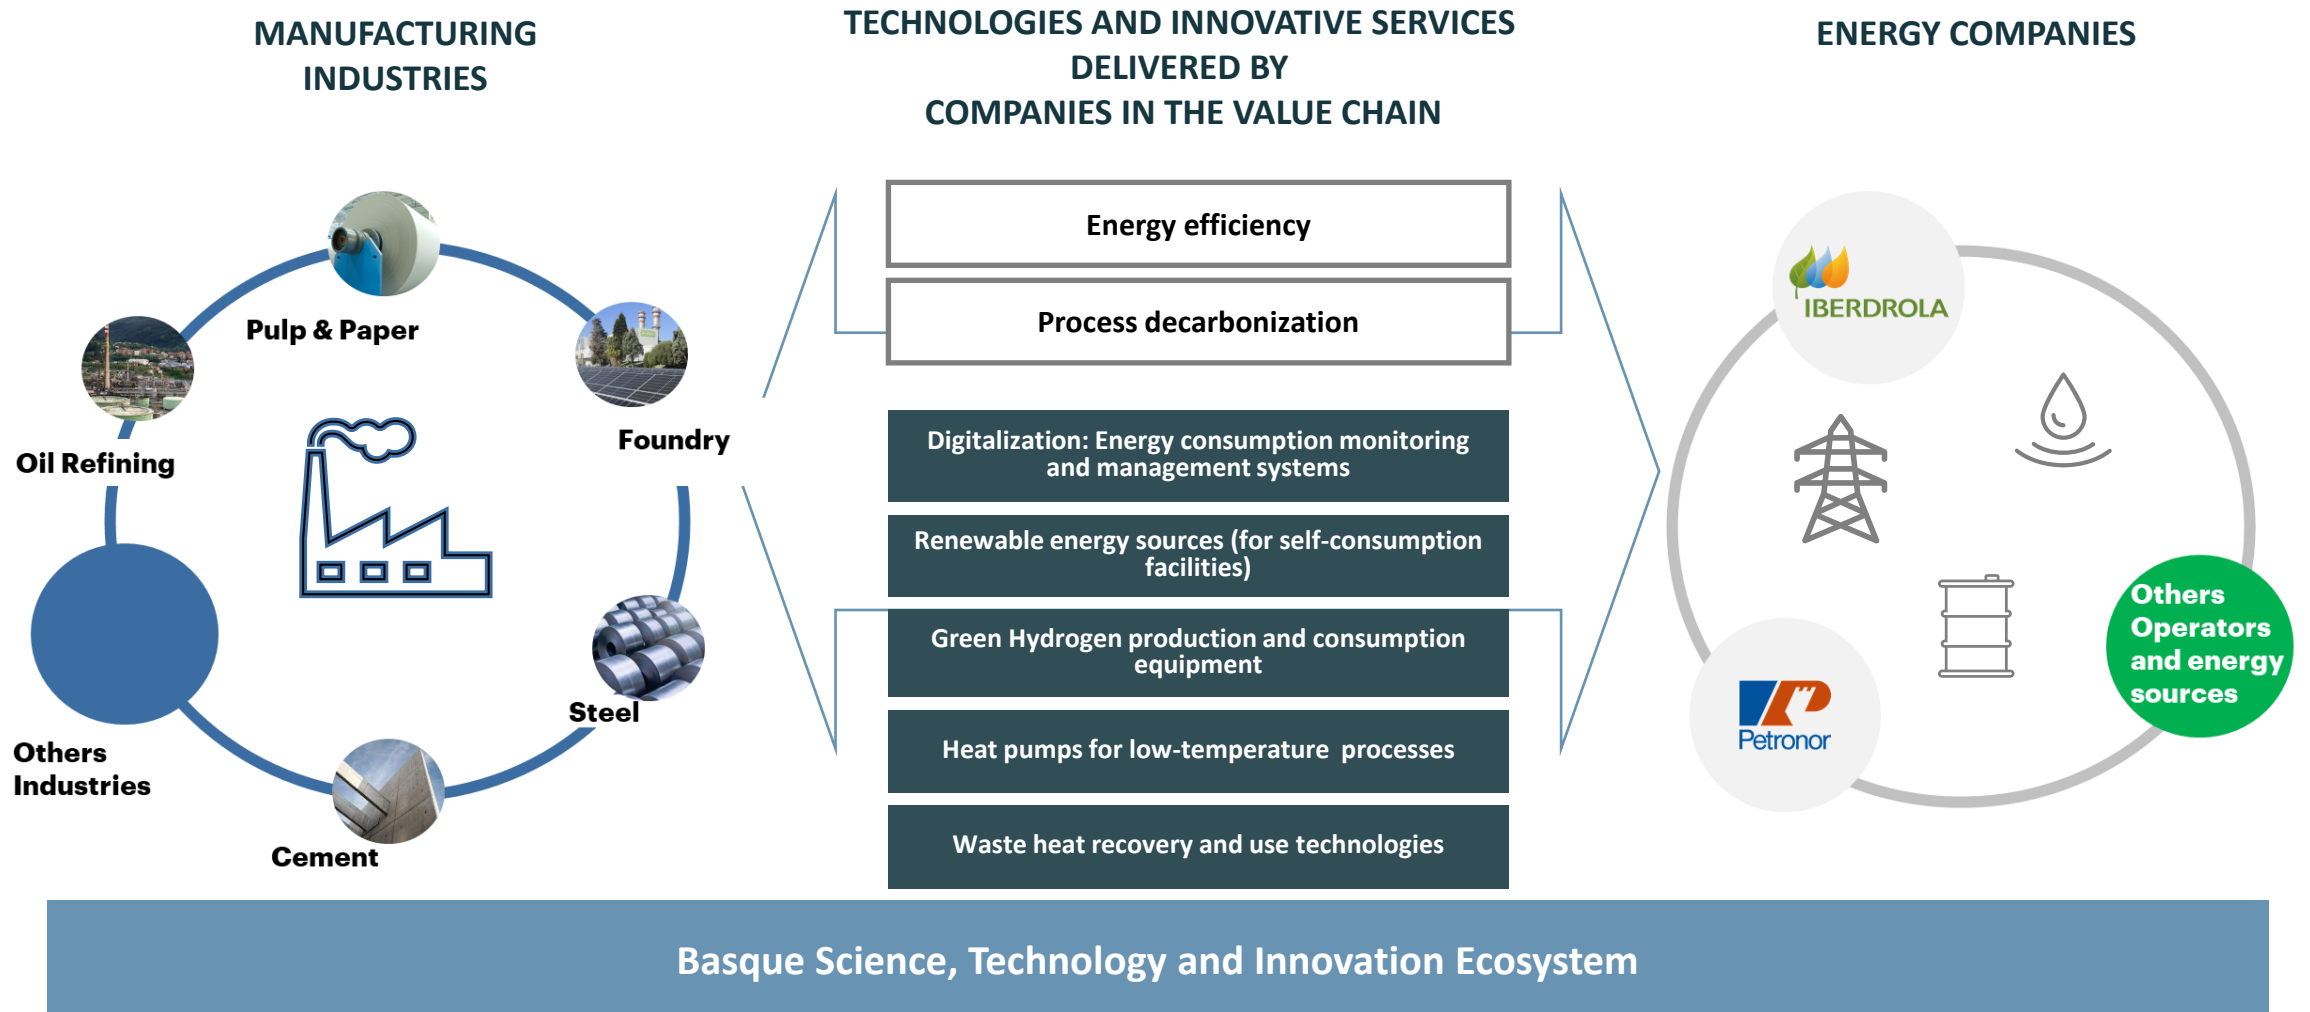 MANUFACTURING
INDUSTRIES
TECHNOLOGIES AND INNOVATIVE SERVICES
DELIVERED BY
COMPANIES IN THE VALUE CHAIN
ENERGY COMPANIES
Pulp & Paper
Oil Refining
Foundry
Steel
Others
Industries
Cement
Energy efficiency
Process decarbonization
Digitalization: Energy consumption monitoring
and management systems
Renewable energy sources (for self-consumption
facilities)
Green Hydrogen production and consumption
equipment
Heat pumps for low-temperature processes
Waste heat recovery and use technologies
IBERDROLA
Others
Operators
and energy
sources
Petronor
Basque Science, Technology and Innovation Ecosystem